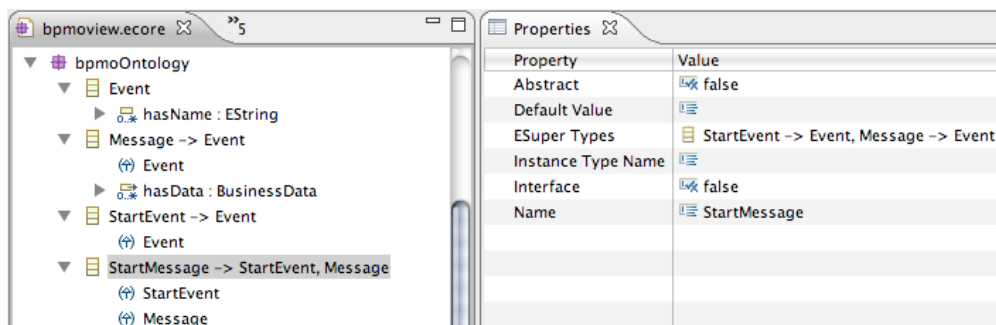 bpmoview.ecore
»5
bpmoOntology
Event
hasName : EString
Message -> Event
Event
hasData : BusinessData
StartEvent -> Event
Event
StartMessage -> StartEvent, Message
StartEvent
Message
Properties
Property Value
Abstract false
Default Value
ESuper Types StartEvent -> Event, Message -> Event
Instance Type Name
Interface false
Name StartMessage